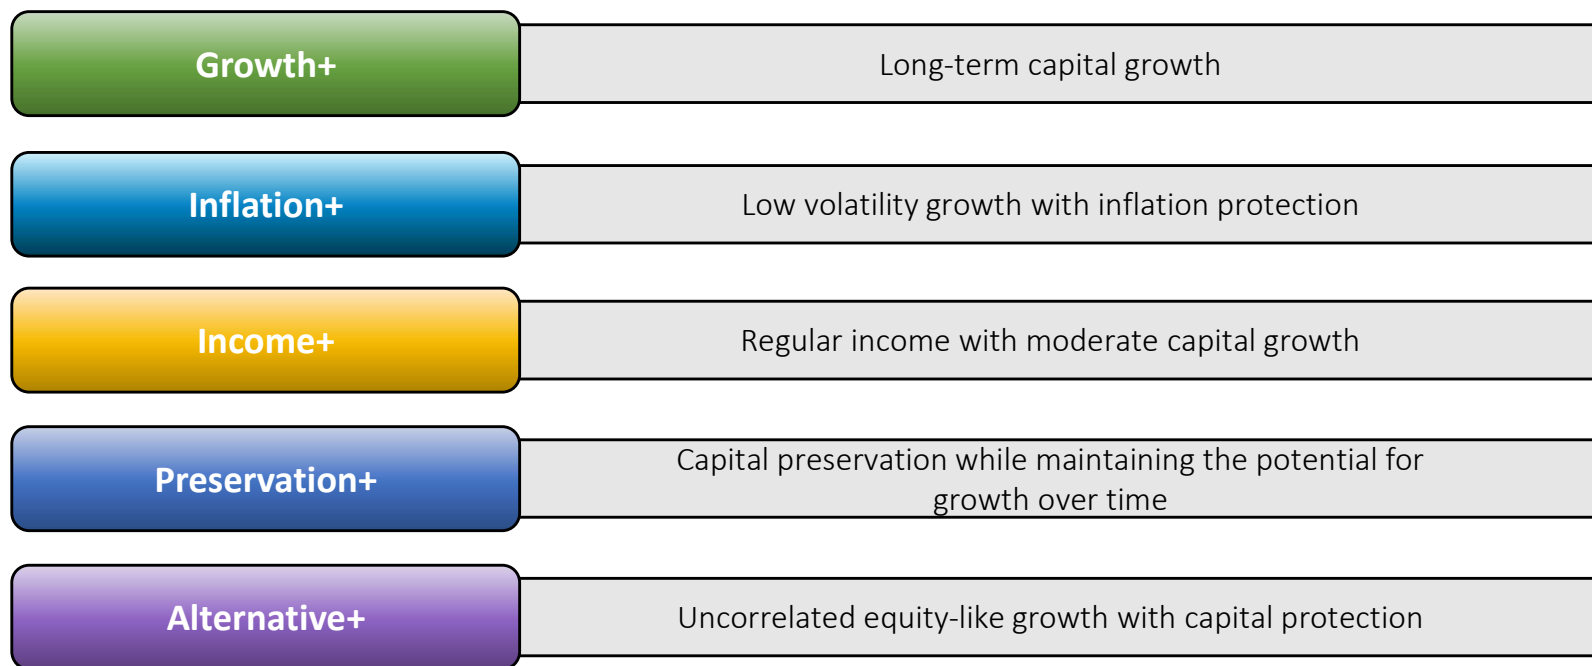 Growth+
Long-term capital growth
Inflation+
Low volatility growth with inflation protection
Income+
Regular income with moderate capital growth
Preservation+
Capital preservation while maintaining the potential for
growth over time
Alternative+
Uncorrelated equity-like growth with capital protection